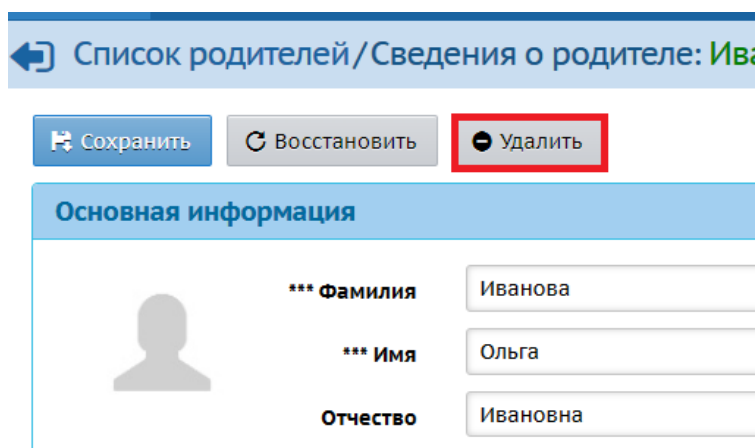 Список родителей/Сведения о родителе:
Сохранить Восстановить Удалить
Основная информация
*** Фамилия Иванова
*** Имя Ольга
Отчество Ивановна